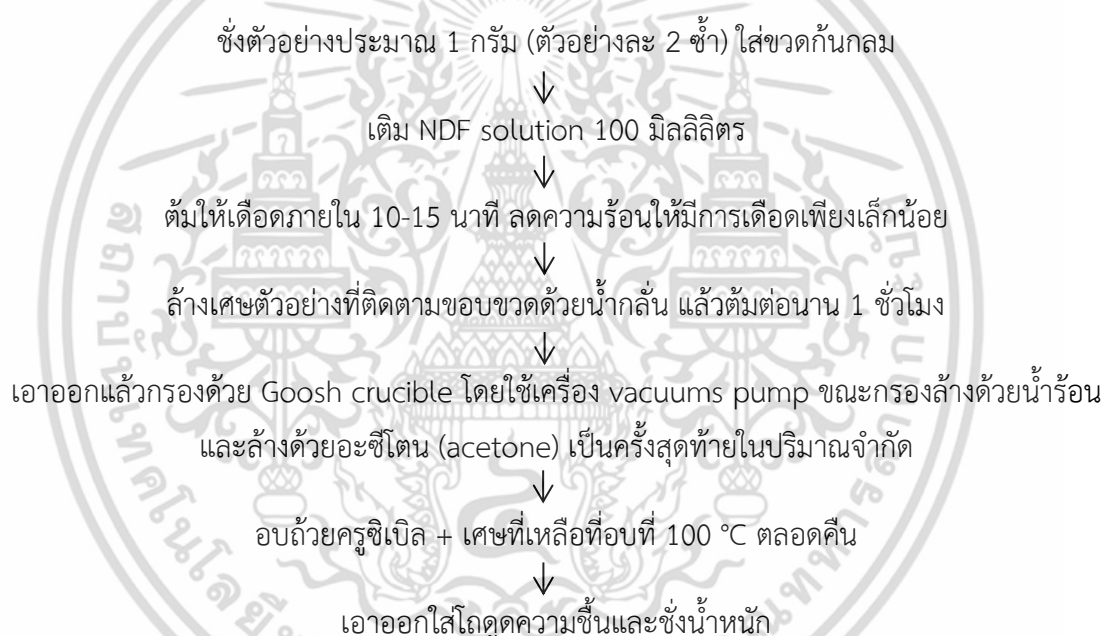 ชั่งตัวอย่างประมาณ 1 กรัม (ตัวอย่างละ 2 ซ้ำ) ใส่ขวดก้นกลม
↓
เติม NDF solution 100 มิลลิลิตร
↓
ต้มให้เดือดภายใน 10-15 นาที ลดความร้อนให้มีการเดือดเพียงเล็กน้อย
↓
ล้างเศษตัวอย่างที่ติดตามขอบขวดด้วยน้ำกลั่น แล้วต้มต่อนาน 1 ชั่วโมง
↓
เอาออกแล้วกรองด้วย Goosh crucible โดยใช้เครื่อง vacuums pump ขณะกรองล้างด้วยน้ำร้อน
และล้างด้วยอะซีโตน (acetone) เป็นครั้งสุดท้ายในปริมาณจำกัด
↓
อบถ้วยครูซิเบิล + เศษที่เหลือที่อบที่ 100 °C ตลอดคืน
↓
เอาออกใส่โถดูดความชื้นและชั่งน้ำหนัก